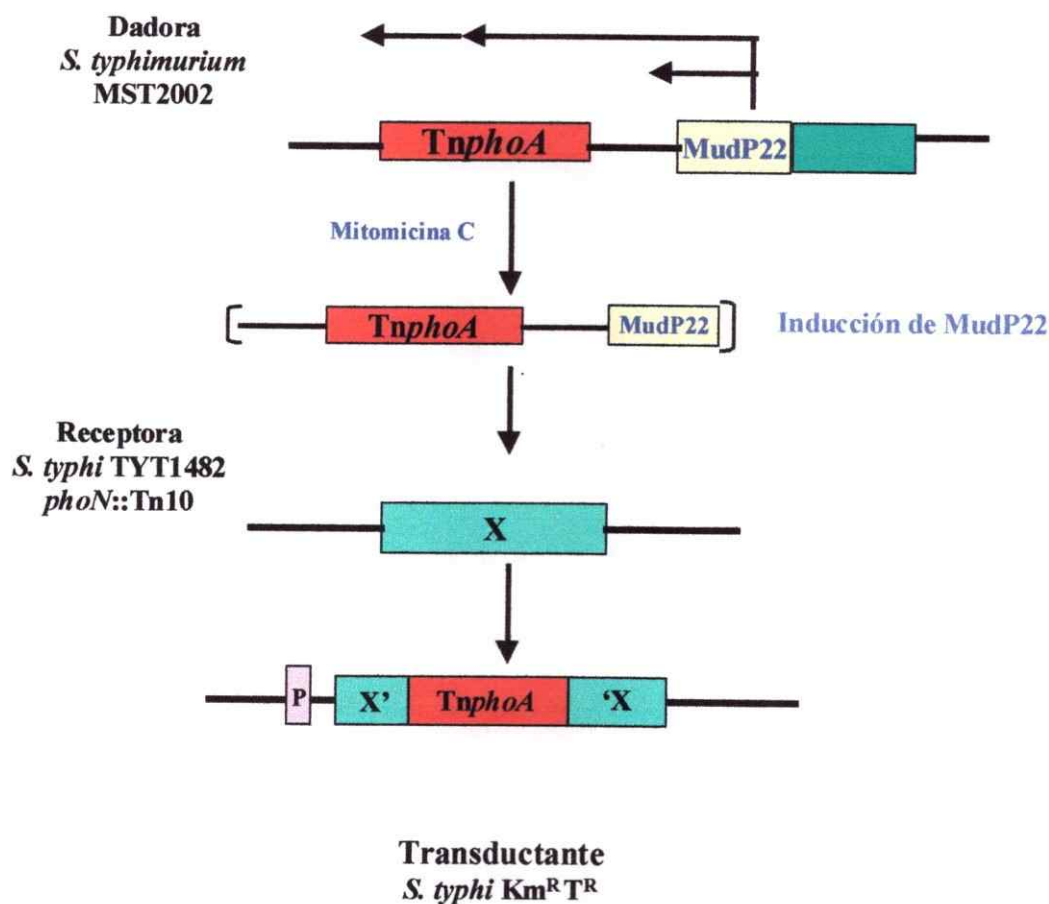 Dadora
S. typhimurium
MST2002
TnphoA
MudP22
Mitomicina C
TnphoA
MudP22
Inducción de MudP22
Receptora
S. typhi TYT1482
phoN::Tn10
X
P
X’
TnphoA
‘X
Transductante
S. typhi Kmᴿ Tᴿ